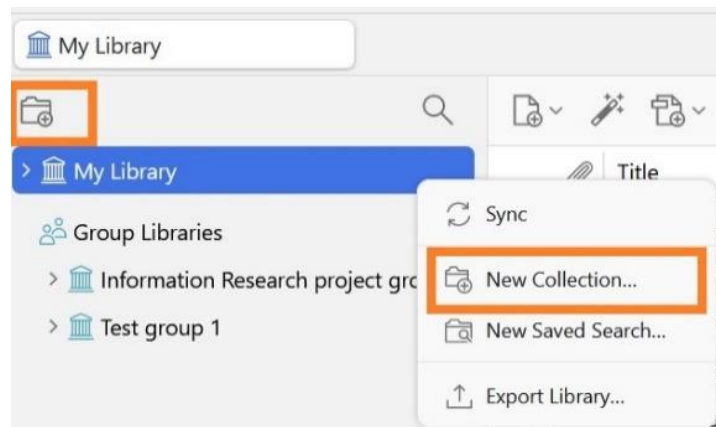 My Library
My Library
Title
Sync
Group Libraries
New Collection...
Information Research project gro
Test group 1
New Saved Search...
Export Library...